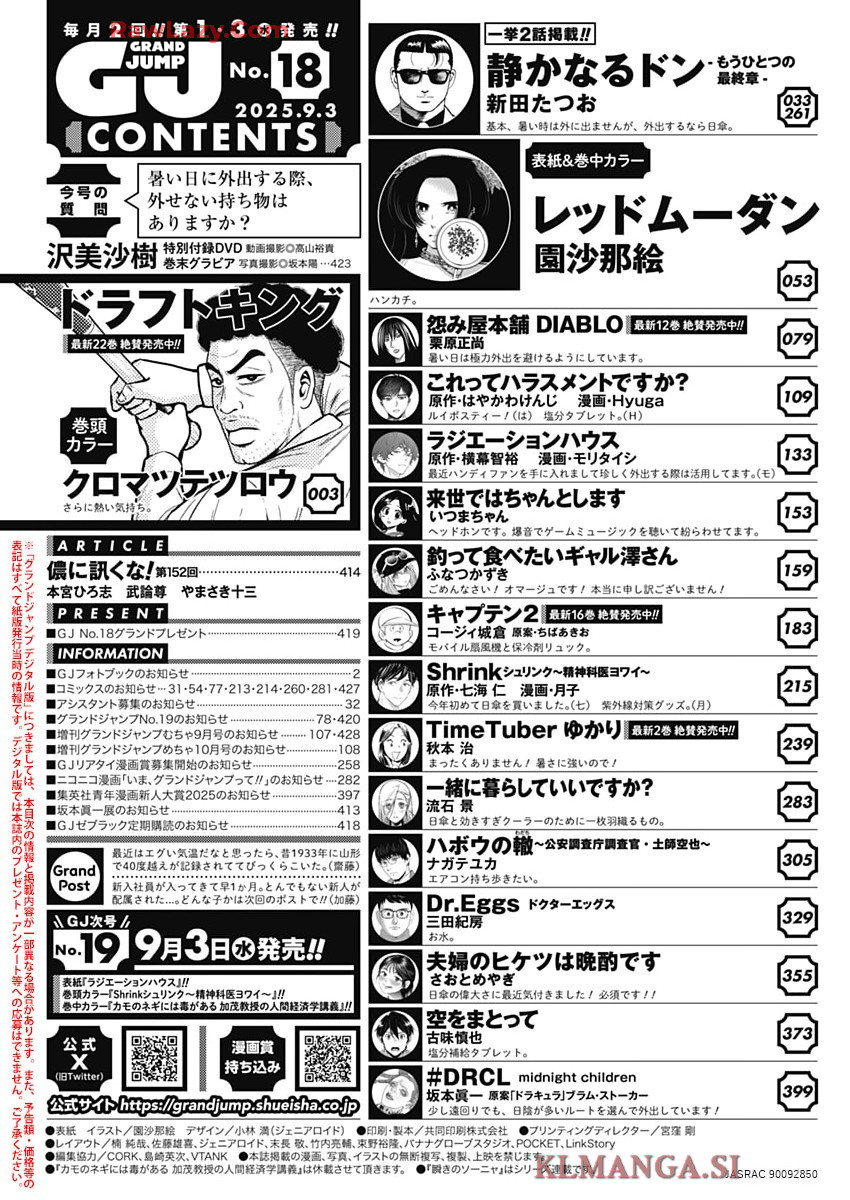 毎月2回!!第1・3㊌発売!!
RawLazy.Com
GRAND JUMP
GJ
No.18
2025.9.3
CONTENTS
今号の
質問
暑い日に外出する際、
外せない持ち物は
ありますか?
沢美沙樹
特別付録DVD 動画撮影◎高山裕貴
巻末グラビア 写真撮影◎坂本陽…423
ドラフトキング
最新22巻 絶賛発売中!!
巻頭
カラー
クロマツテツロウ
003
さらに熱い気持ち。
ARTICLE
儂に訊くな!第152回……414
本宮ひろ志 武論尊 やまさき十三
PRESENT
■GJ No.18グランドプレゼント……419
INFORMATION
■GJフォトブックのお知らせ……2
■コミックスのお知らせ…31・54・77・213・214・260・281・427
■アシスタント募集のお知らせ……32
■グランドジャンプNo.19のお知らせ……78・420
■増刊グランドジャンプむちゃ9月号のお知らせ……107・428
■増刊グランドジャンプめちゃ10月号のお知らせ……108
■GJリアタイ漫画賞募集開始のお知らせ……258
■ニコニコ漫画「いま、グランドジャンプって!!」のお知らせ…282
■集英社青年漫画新人大賞2025のお知らせ……397
■坂本眞一展のお知らせ……413
■GJゼブラック定期購読のお知らせ……418
Grand
Post
最近はエグい気温だなと思ったら、昔1933年に山形
で40度越えが記録されててびっくらこいた。(齋藤)
新入社員が入ってきて早1か月。とんでもない新人が
配属された…。どんな子かは次回のポストで!!(加藤)
GJ次号
No.19 9月3日㊌発売!!
表紙『ラジエーションハウス』!!
巻頭カラー『Shrinkシュリンク〜精神科医ヨワイ〜』!!
巻中カラー『カモのネギには毒がある 加茂教授の人間経済学講義』!!
公式
X
(旧Twitter)
漫画賞
持ち込み
公式サイト https://grandjump.shueisha.co.jp
※「グランドジャンプ デジタル版」につきましては、本目次の情報と掲載内容が一部異なる場合があります。また、予告類・価格等の
表記はすべて紙版発行当時の情報です。デジタル版では本誌内のプレゼント・アンケート等への応募はできません。ご了承ください。
一挙2話掲載!!
静かなるドン -もうひとつの
最終章-
新田たつお
033
261
基本、暑い時は外に出ませんが、外出するなら日傘。
表紙&巻中カラー
レッドムーダン
園沙那絵
053
ハンカチ。
怨み屋本舗 DIABLO 最新12巻 絶賛発売中!!
栗原正尚
079
暑い日は極力外出を避けるようにしています。
これってハラスメントですか?
原作・はやかわけんじ 漫画・Hyuga
109
ルイボスティー!(は) 塩分タブレット。(H)
ラジエーションハウス
原作・横幕智裕 漫画・モリタイシ
133
最近ハンディファンを手に入れまして珍しく外出する際は活用してます。(モ)
来世ではちゃんとします
いつまちゃん
153
ヘッドホンです。爆音でゲームミュージックを聴いて紛らわせてます。
釣って食べたいギャル澤さん
ふなつかずき
159
ごめんなさい! オマージュです! 本当に申し訳ございません!
キャプテン2 最新16巻 絶賛発売中!!
コージィ城倉 原案・ちばあきお
183
モバイル扇風機と保冷剤リュック。
Shrinkシュリンク〜精神科医ヨワイ〜
原作・七海 仁 漫画・月子
215
今年初めて日傘を買いました。(七) 紫外線対策グッズ。(月)
TimeTuber ゆかり 最新2巻 絶賛発売中!!
秋本 治
239
まったくありません! 暑さに強いので!
一緒に暮らしていいですか?
流石 景
283
日傘と効きすぎクーラーのために一枚羽織るもの。
ハボウの轍〜公安調査庁調査官・土師空也〜
わだち
ナガテユカ
305
エアコン持ち歩きたい。
Dr.Eggs ドクターエッグス
三田紀房
329
お水。
夫婦のヒケツは晩酌です
さおとめやぎ
355
日傘の偉大さに最近気付きました! 必須です!!
空をまとって
古味慎也
373
塩分補給タブレット。
#DRCL midnight children
坂本眞一 原案「ドラキュラ」ブラム・ストーカー
399
少し遠回りでも、日陰が多いルートを選んで外出しています!
●表紙 イラスト/園沙那絵 デザイン/小林 満(ジェニアロイド) ●印刷・製本/共同印刷株式会社 ●プリンティングディレクター/宮窪 剛
●レイアウト/楠 純哉、佐藤雄喜、ジェニアロイド、末長 敬、竹内亮輔、東野裕隆、バナナグローブスタジオ、POCKET、LinkStory
●編集協力/CORK、島崎英次、VTANK ●本誌掲載の漫画、写真、イラストの無断複写、複製、上映を禁じます。
●『カモのネギには毒がある 加茂教授の人間経済学講義』は休載させて頂きます。 ●『瞬きのソーニャ』はシリーズ連載です。
KLMANGA.SI
JASRAC 90092850